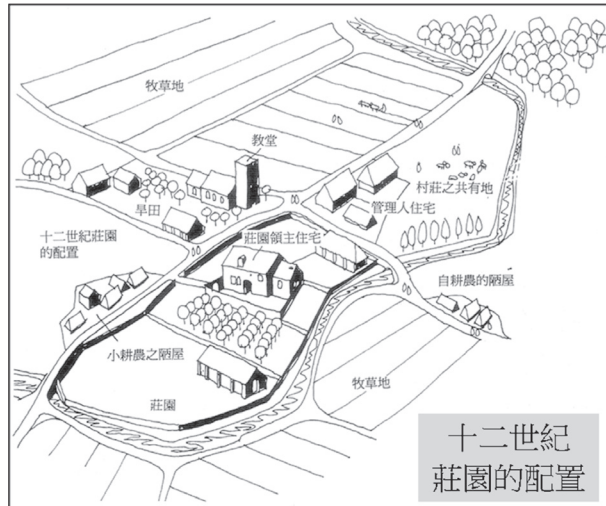 牧草地
教堂
村莊之共有地
旱田
管理人住宅
十二世紀莊園
的配置
莊園領主住宅
自耕農的陋屋
小耕農之陋屋
牧草地
莊園
十二世紀
莊園的配置